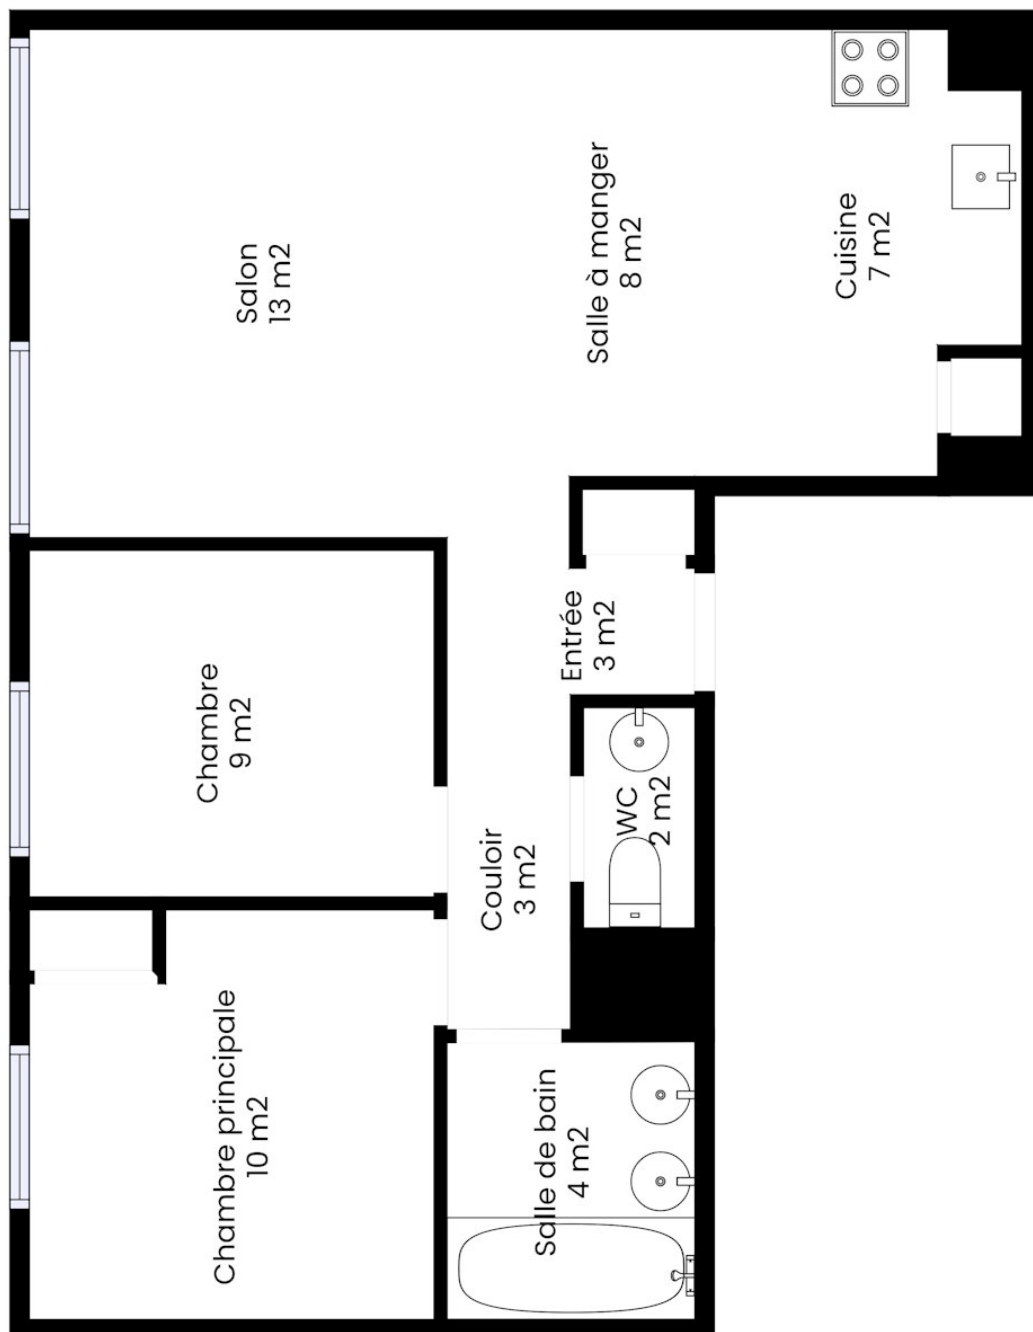 Salon
13 m2
Salle à manger
8 m2
Cuisine
7 m2
Entrée
3 m2
Chambre
9 m2
WC
2 m2
Couloir
3 m2
Chambre principale
10 m2
Salle de bain
4 m2